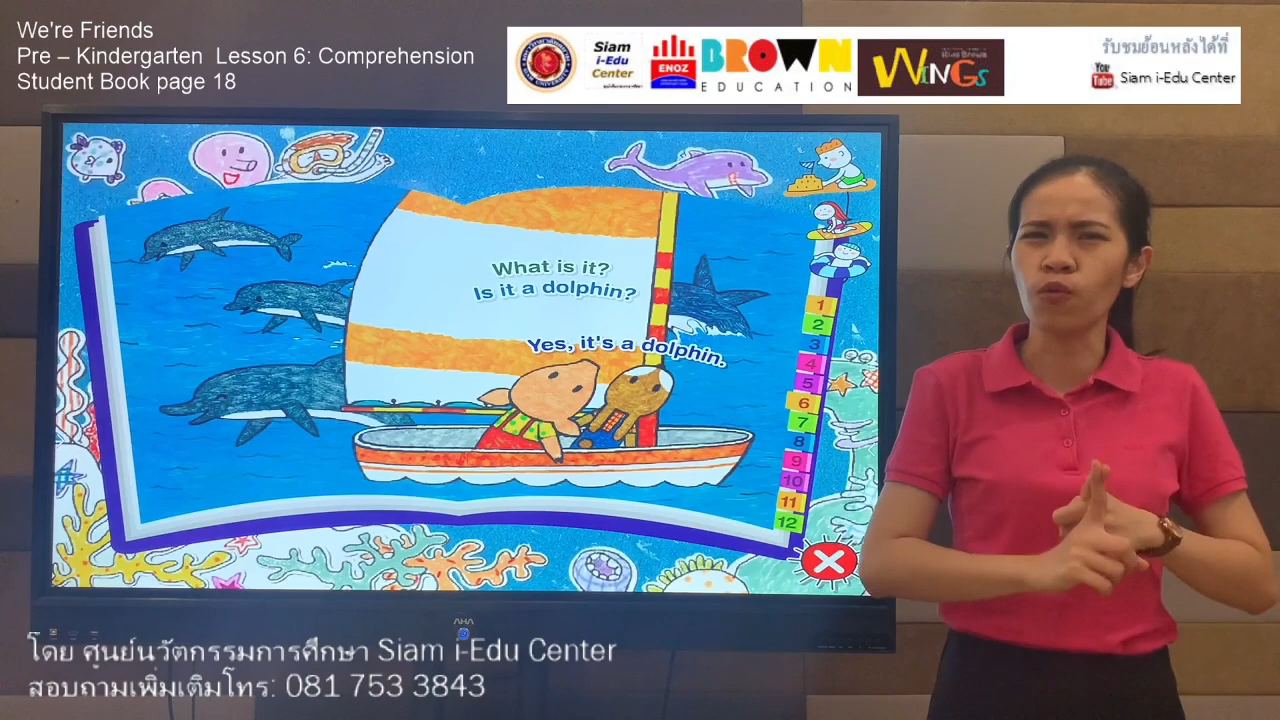 We're Friends
Pre – Kindergarten Lesson 6: Comprehension
Student Book page 18
Siam
i-Edu
Center
ENOZ
BROWN
EDUCATION
WiNGs
รับชมย้อนหลังได้ที่
You
Tube
Siam i-Edu Center
What is it?
Is it a dolphin?
Yes, it's a dolphin.
1
2
3
4
5
6
7
8
9
10
11
12
โดย ศูนย์นวัตกรรมการศึกษา Siam i-Edu Center
สอบถามเพิ่มเติมโทร: 081 753 3843